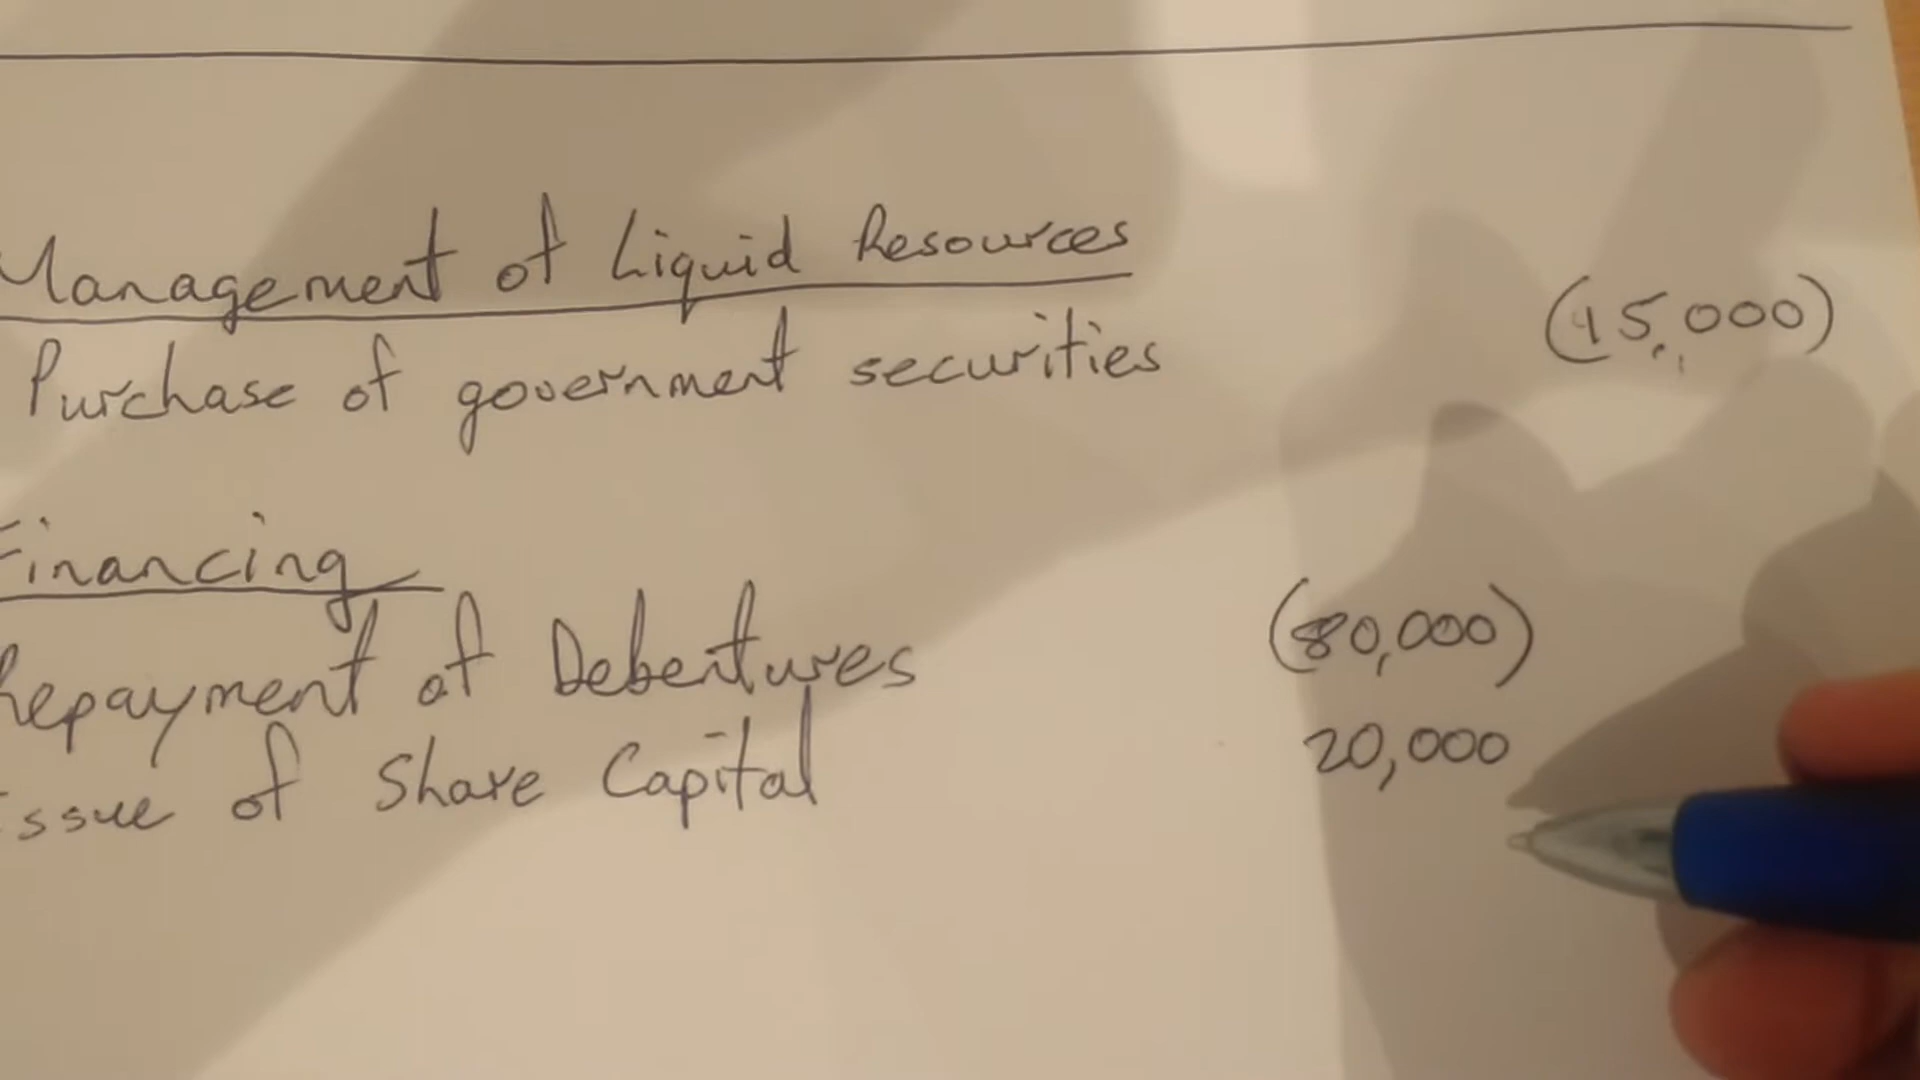 Management of Liquid Resources
Purchase of government securities (15,000)
Financing
Repayment of Debentures (80,000)
Issue of Share Capital 20,000